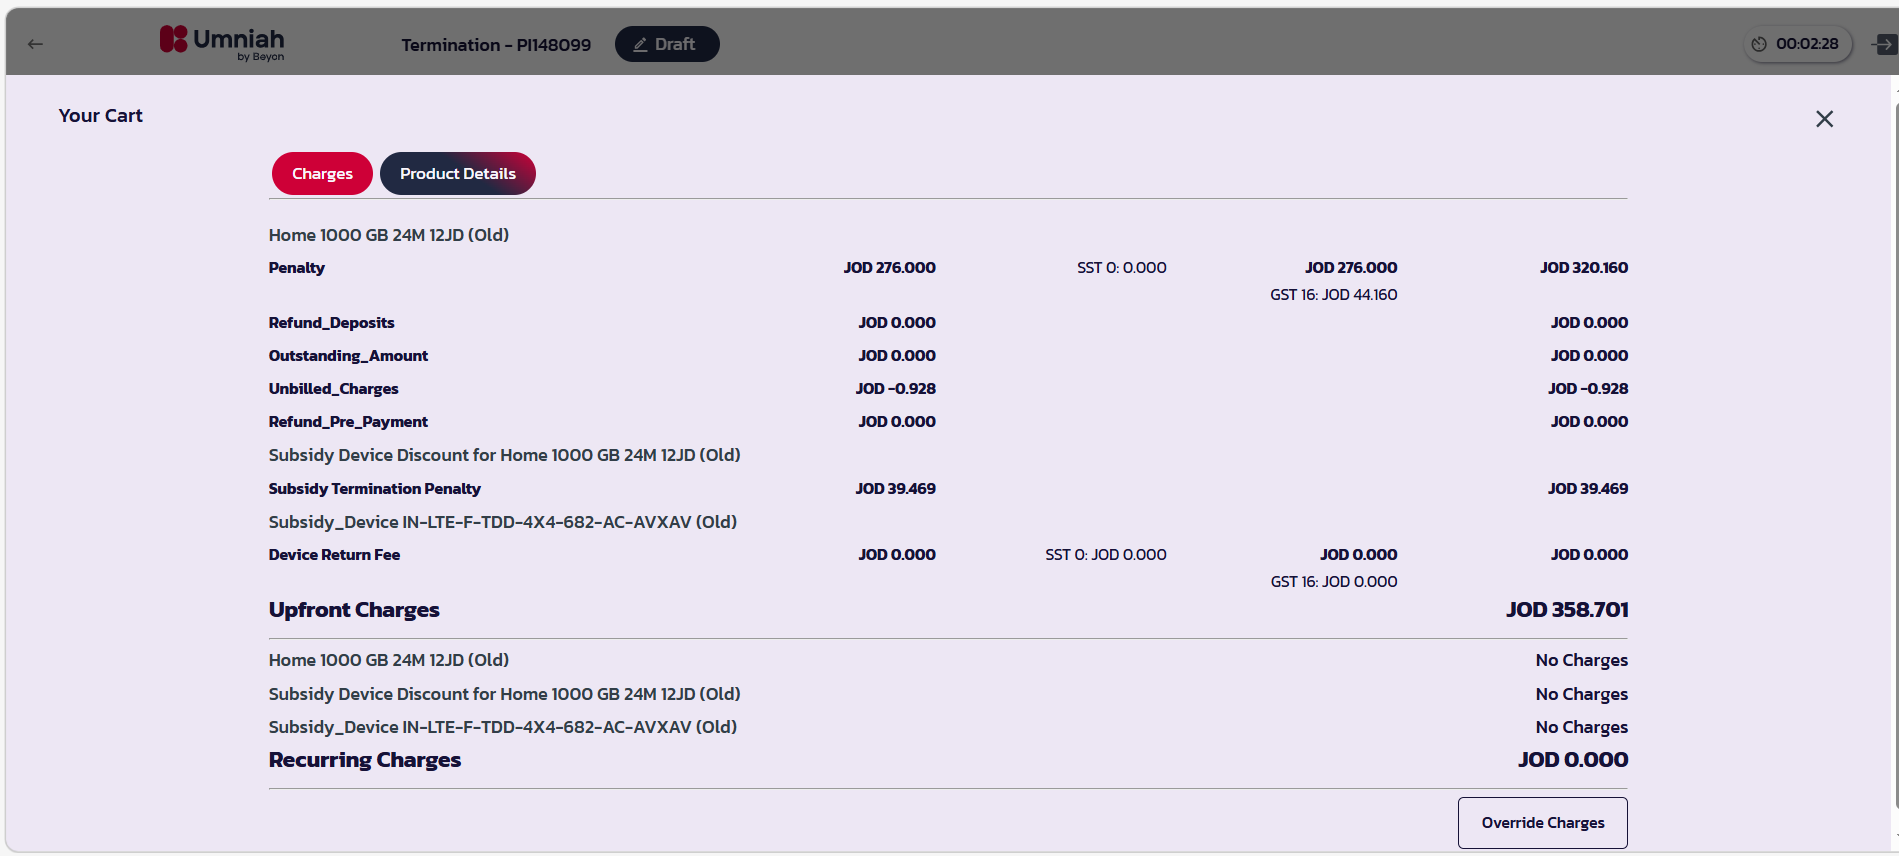 Umniah
by Beyon
Termination - PI148099
Draft
00:02:28
Your Cart
Charges
Product Details
Home 1000 GB 24M 12JD (Old)
Penalty JOD 276.000 SST 0: 0.000 JOD 276.000 JOD 320.160
GST 16: JOD 44.160
Refund_Deposits JOD 0.000 JOD 0.000
Outstanding_Amount JOD 0.000 JOD 0.000
Unbilled_Charges JOD -0.928 JOD -0.928
Refund_Pre_Payment JOD 0.000 JOD 0.000
Subsidy Device Discount for Home 1000 GB 24M 12JD (Old)
Subsidy Termination Penalty JOD 39.469 JOD 39.469
Subsidy_Device IN-LTE-F-TDD-4X4-682-AC-AVXAV (Old)
Device Return Fee JOD 0.000 SST 0: JOD 0.000 JOD 0.000 JOD 0.000
GST 16: JOD 0.000
Upfront Charges JOD 358.701
Home 1000 GB 24M 12JD (Old) No Charges
Subsidy Device Discount for Home 1000 GB 24M 12JD (Old) No Charges
Subsidy_Device IN-LTE-F-TDD-4X4-682-AC-AVXAV (Old) No Charges
Recurring Charges JOD 0.000
Override Charges